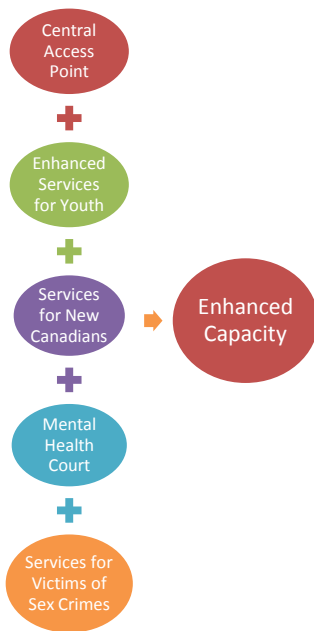 Central
Access
Point
Enhanced
Services
for Youth
Services
for New
Canadians
Enhanced
Capacity
Mental
Health
Court
Services for
Victims of
Sex Crimes